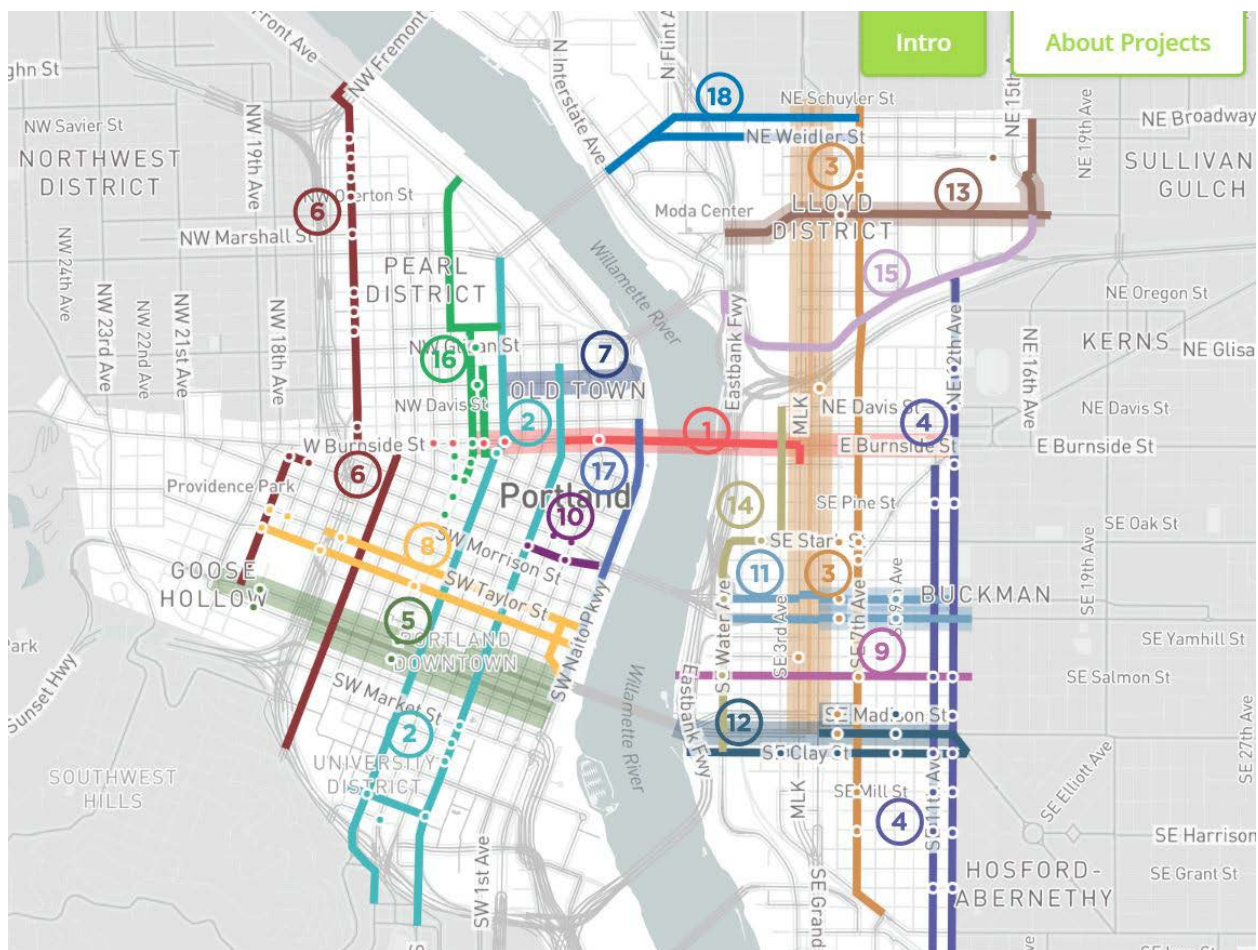 Intro
About Projects
Front Ave
NW Fremont
N Interstate Ave
N Flint A
NE 15th A
ghn St
18
NE Schuyler St
NE Broadway
NW Savier St
NW 19th Ave
NE Weidler St
NE 19th Ave
NORTHWEST
DISTRICT
SULLIVAN
GULCH
3
13
6
NW Overton St
Moda Center
LLOYD
DISTRICT
NW Marshall St
NW 24th Ave
PEARL
DISTRICT
Willamette River
15
NW 23rd Ave
NW 22nd Ave
NW 21st Ave
NW 18th Ave
Eastbank Fwy
NE Oregon St
KERNS
NE Glisa
16
7
NE 12th Ave
NE 16th Ave
OLD TOWN
NW Davis St
MLK
NE Davis St
NE Davis St
2
1
4
W Burnside St
E Burnside St
E Burnside St
6
17
Providence Park
Portland
SE Pine St
14
10
SE Oak St
8
SW Morrison St
SE Star
GOOSE
HOLLOW
11
3
SE 19th Ave
SW Taylor St
BUCKMAN
5
SW Naito Pkwy
SE Water Ave
SE 3rd Ave
SE 7th Ave
Park
PORTLAND
DOWNTOWN
SE Yamhill St
9
Sunset Hwy
Willamette River
Eastbank Fwy
SE Salmon St
SW Market St
12
SE Madison St
2
SE Clay St
SE 27th Ave
UNIVERSITY
DISTRICT
SOUTHWEST
HILLS
MLK
SE Mill St
SE Elliott Ave
4
SE 11th Ave
SE Harrison
SW 1st Ave
SE Grand
HOSFORD-
ABERNETHY
SE Grant St